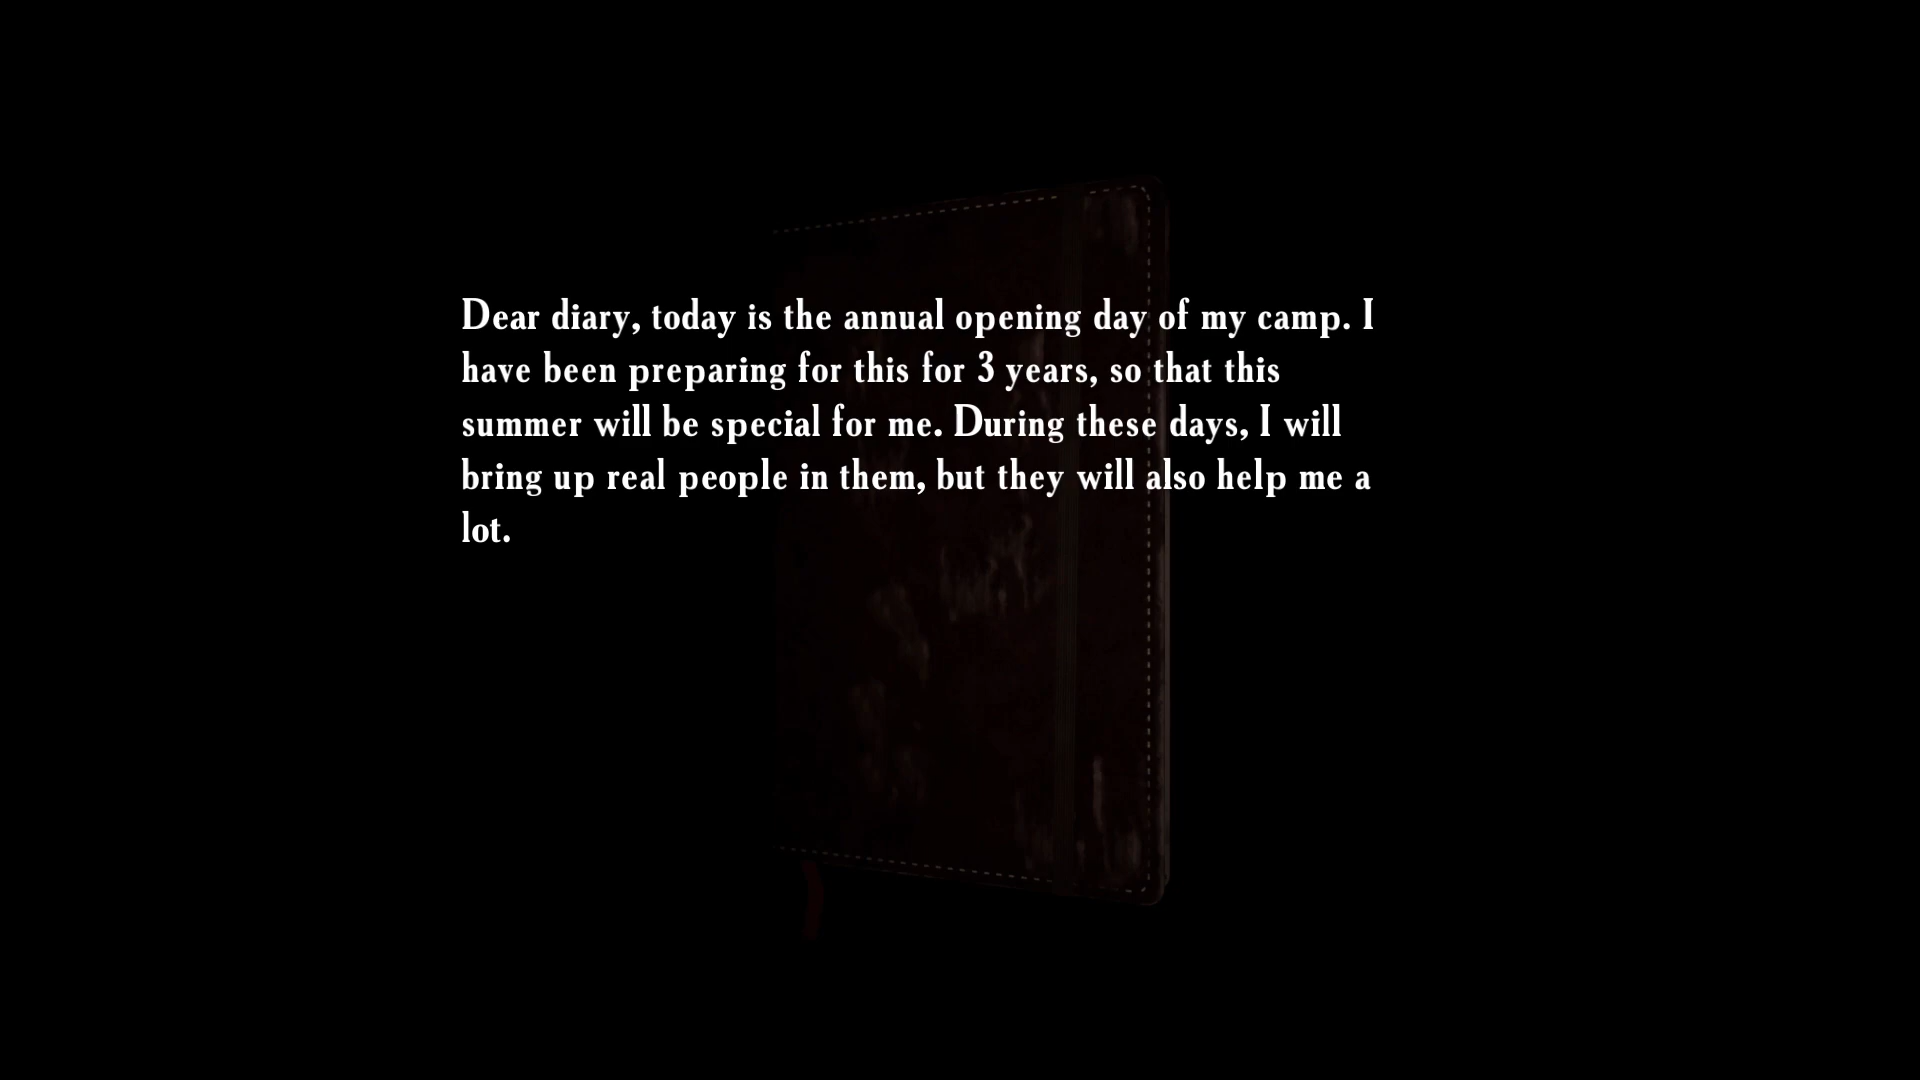 Dear diary, today is the annual opening day of my camp. I
have been preparing for this for 3 years, so that this
summer will be special for me. During these days, I will
bring up real people in them, but they will also help me a
lot.